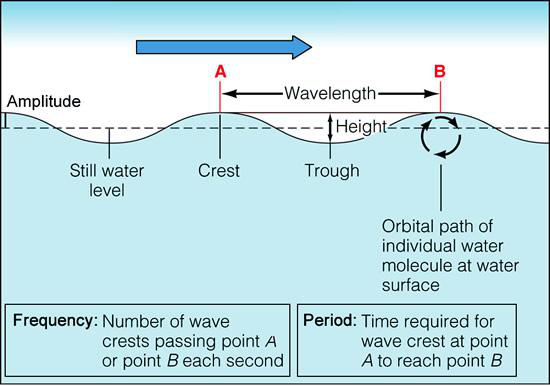 A
B
Wavelength
Amplitude
Height
Still water
level
Crest
Trough
Orbital path of
individual water
molecule at water
surface
Frequency: Number of wave
crests passing point A
or point B each second
Period: Time required for
wave crest at point
A to reach point B